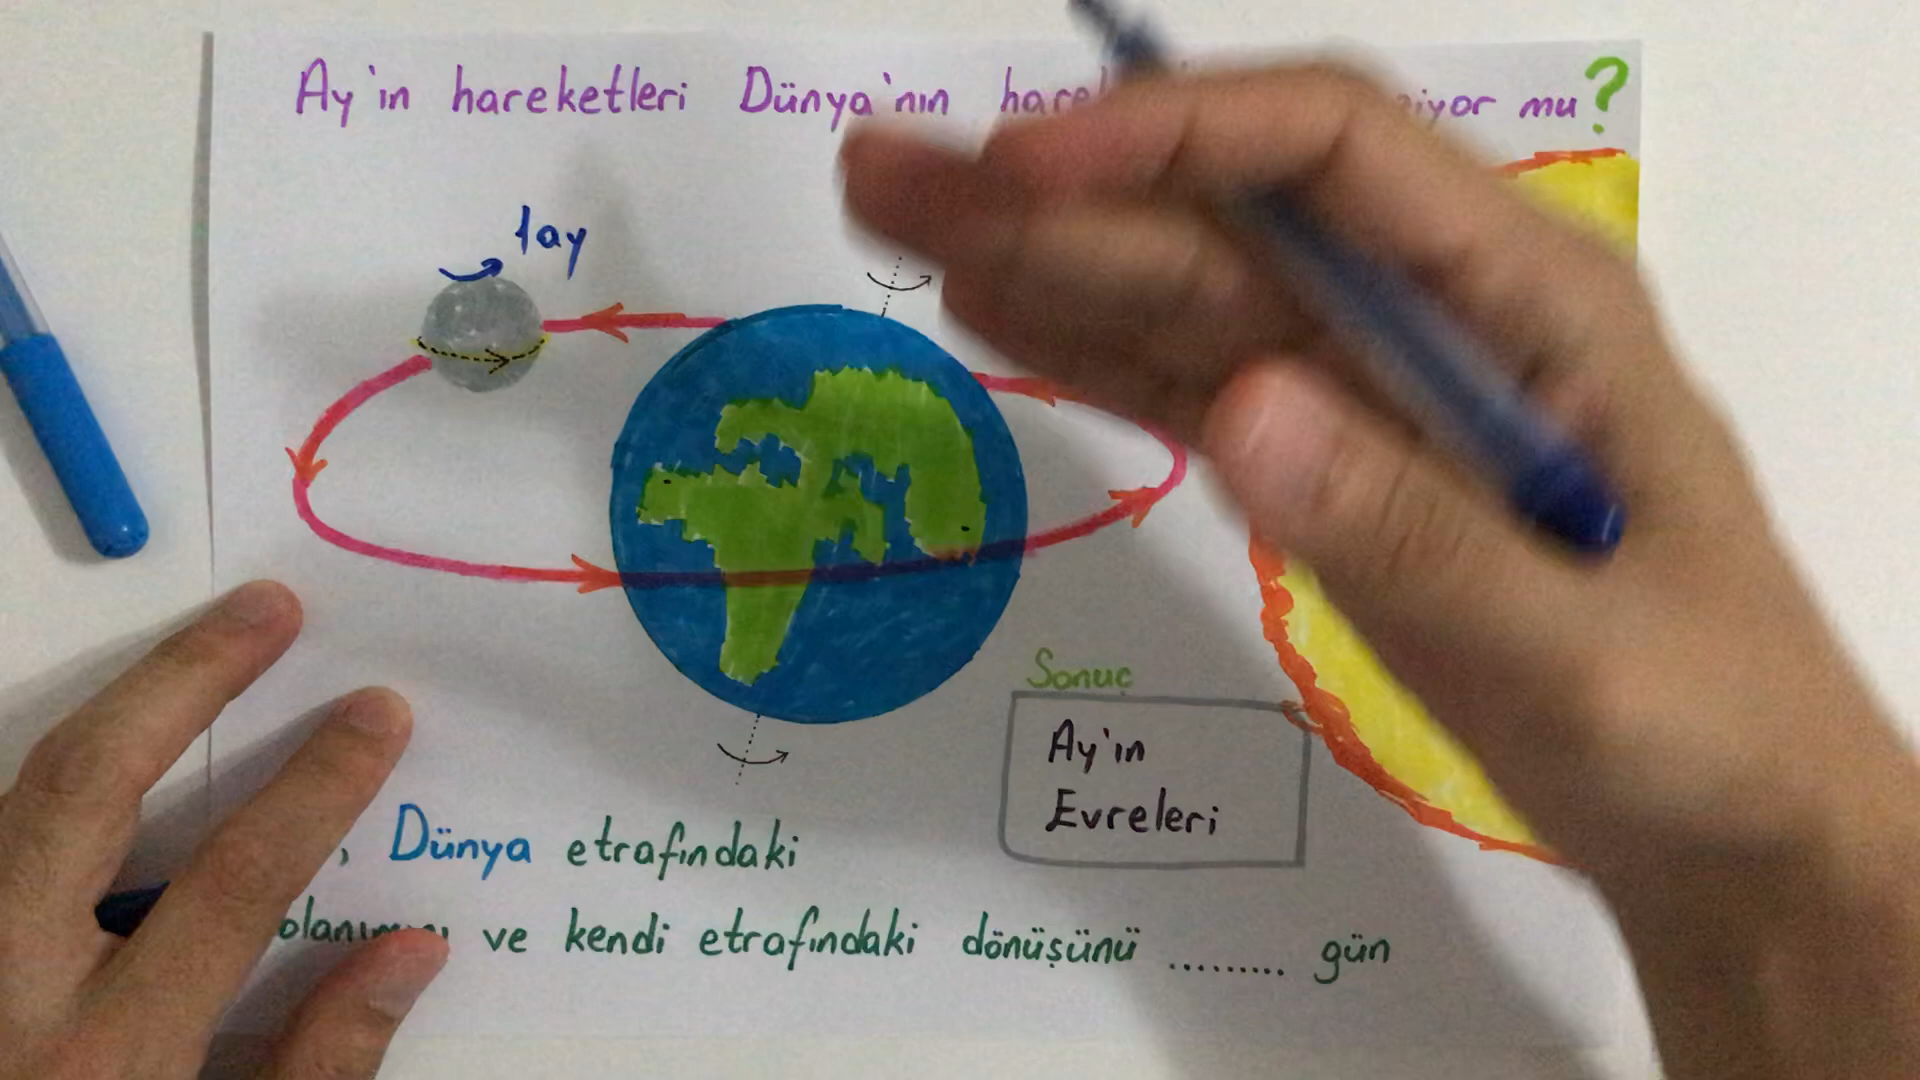 Ay'ın hareketleri Dünya'nın mu?
1ay
Sonuç
Ay'ın
Evreleri
, Dünya etrafındaki
ve kendi etrafındaki dönüşünü ......... gün